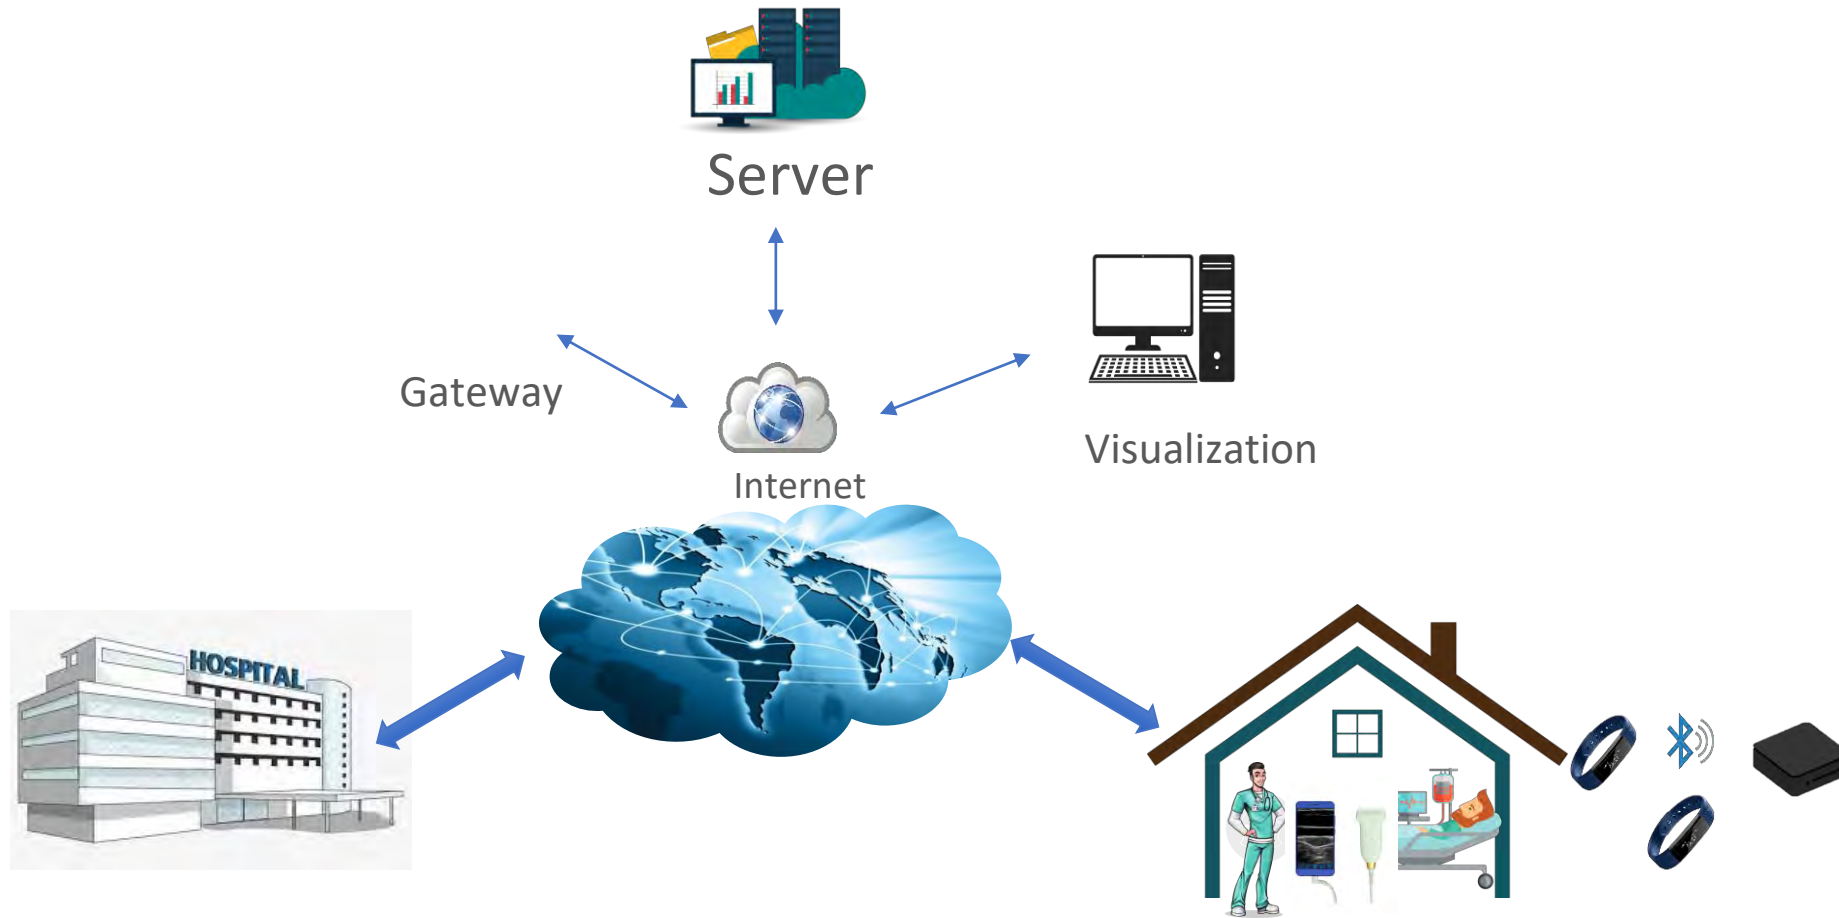 Server
Gateway
Visualization
Internet
HOSPITAL